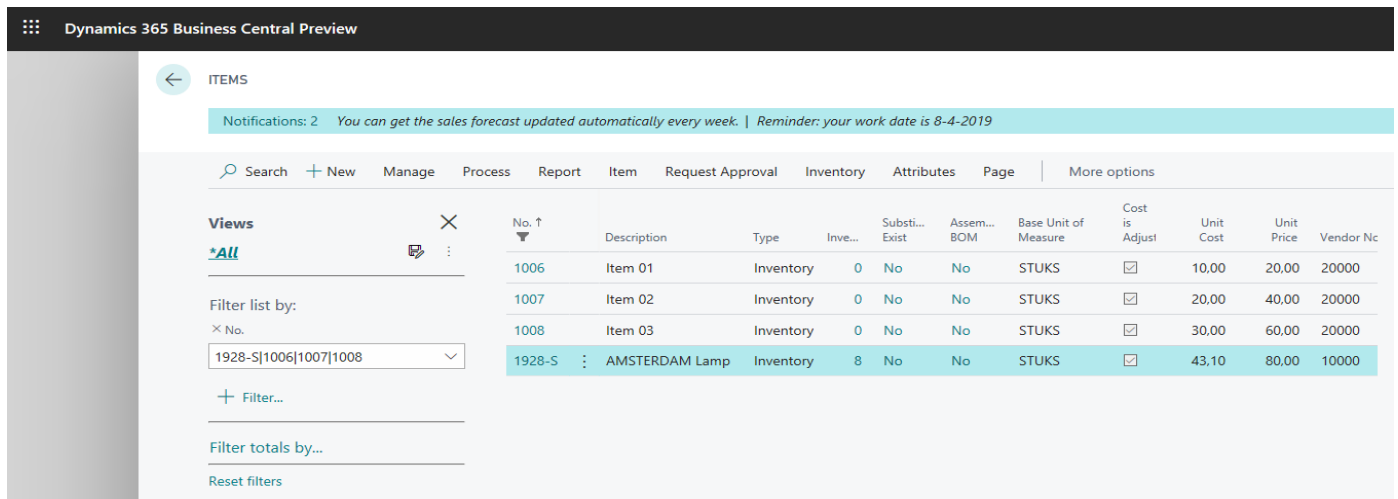 Dynamics 365 Business Central Preview
ITEMS
Notifications: 2 You can get the sales forecast updated automatically every week. | Reminder: your work date is 8-4-2019
Search New Manage Process Report Item Request Approval Inventory Attributes Page More options
Views
*All
Filter list by:
× No.
1928-S|1006|1007|1008
Filter...
Filter totals by...
Reset filters
No. ↑ Description Type Inve... Substi... Exist Assem... BOM Base Unit of Measure Cost is Adjust Unit Cost Unit Price Vendor No
1006 Item 01 Inventory 0 No No STUKS 10,00 20,00 20000
1007 Item 02 Inventory 0 No No STUKS 20,00 40,00 20000
1008 Item 03 Inventory 0 No No STUKS 30,00 60,00 20000
1928-S AMSTERDAM Lamp Inventory 8 No No STUKS 43,10 80,00 10000